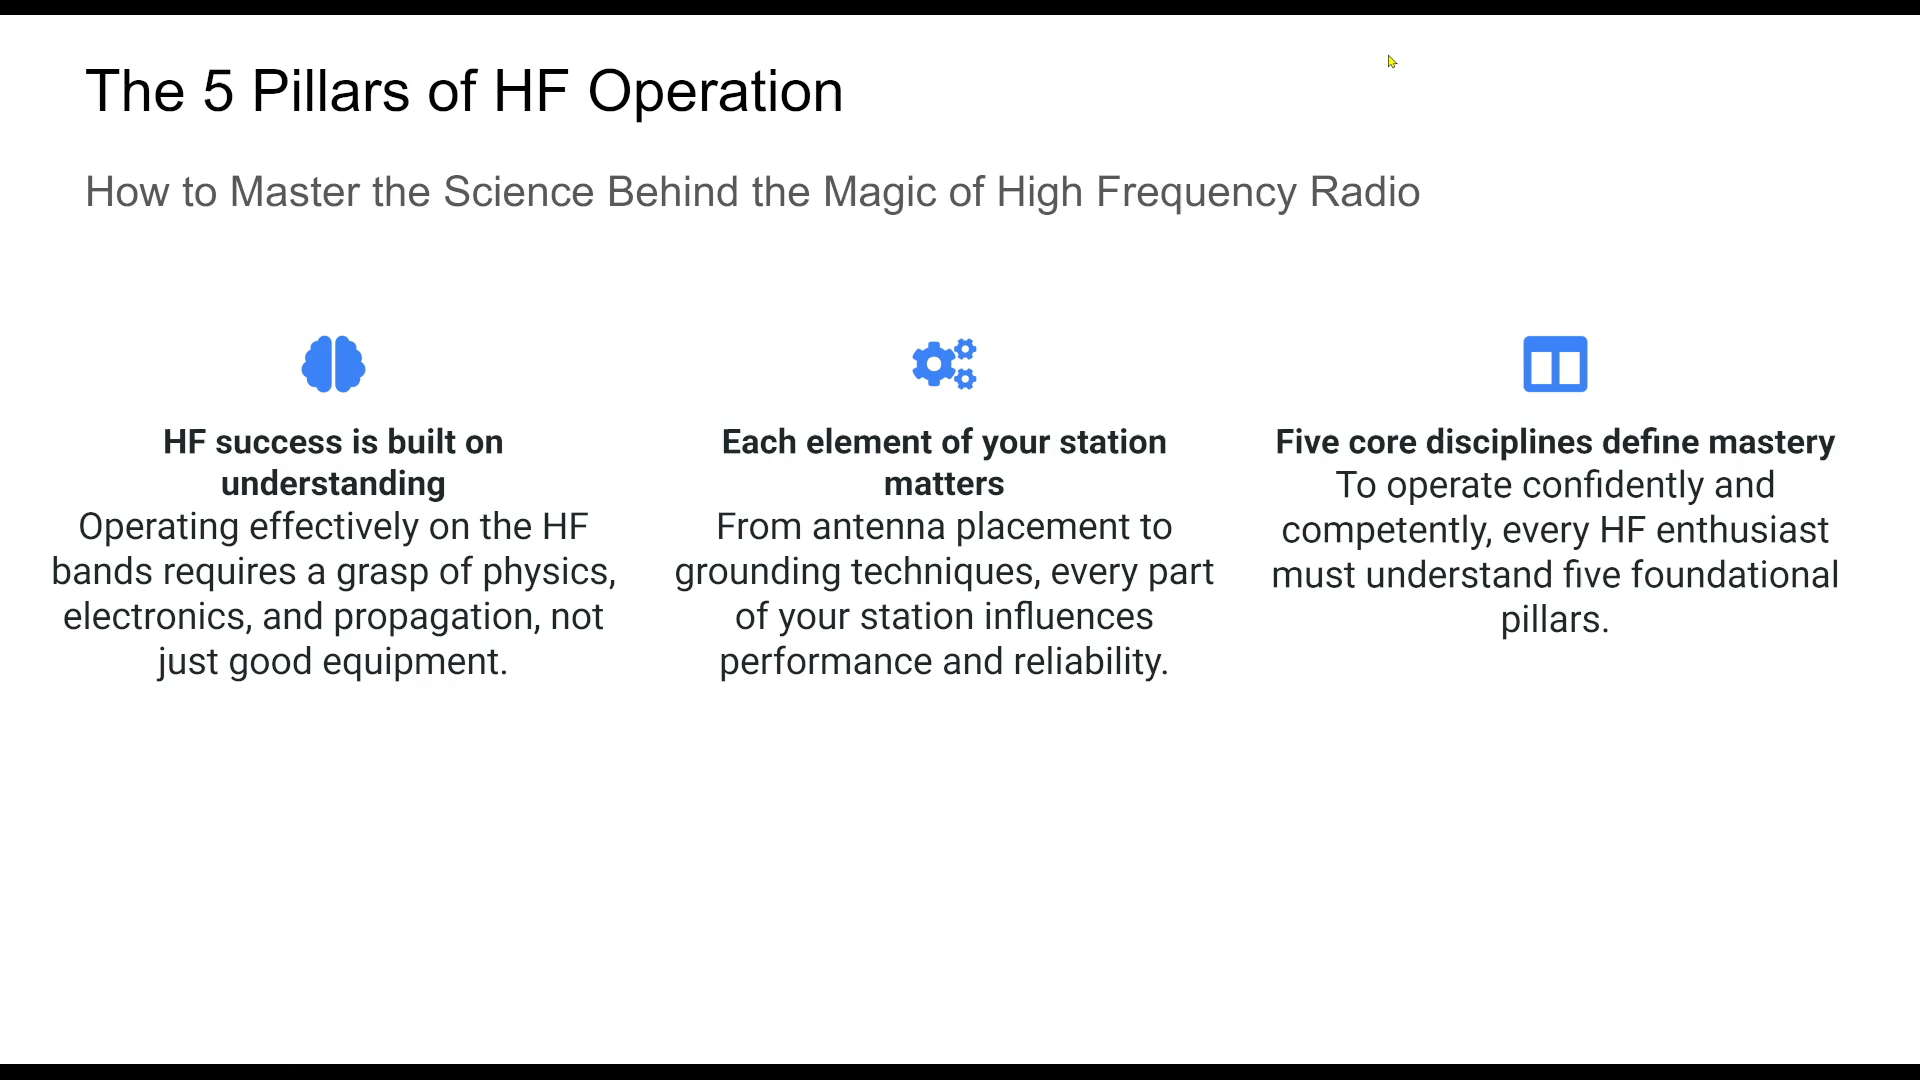 The 5 Pillars of HF Operation
How to Master the Science Behind the Magic of High Frequency Radio
HF success is built on
understanding
Operating effectively on the HF
bands requires a grasp of physics,
electronics, and propagation, not
just good equipment.
Each element of your station
matters
From antenna placement to
grounding techniques, every part
of your station influences
performance and reliability.
Five core disciplines define mastery
To operate confidently and
competently, every HF enthusiast
must understand five foundational
pillars.